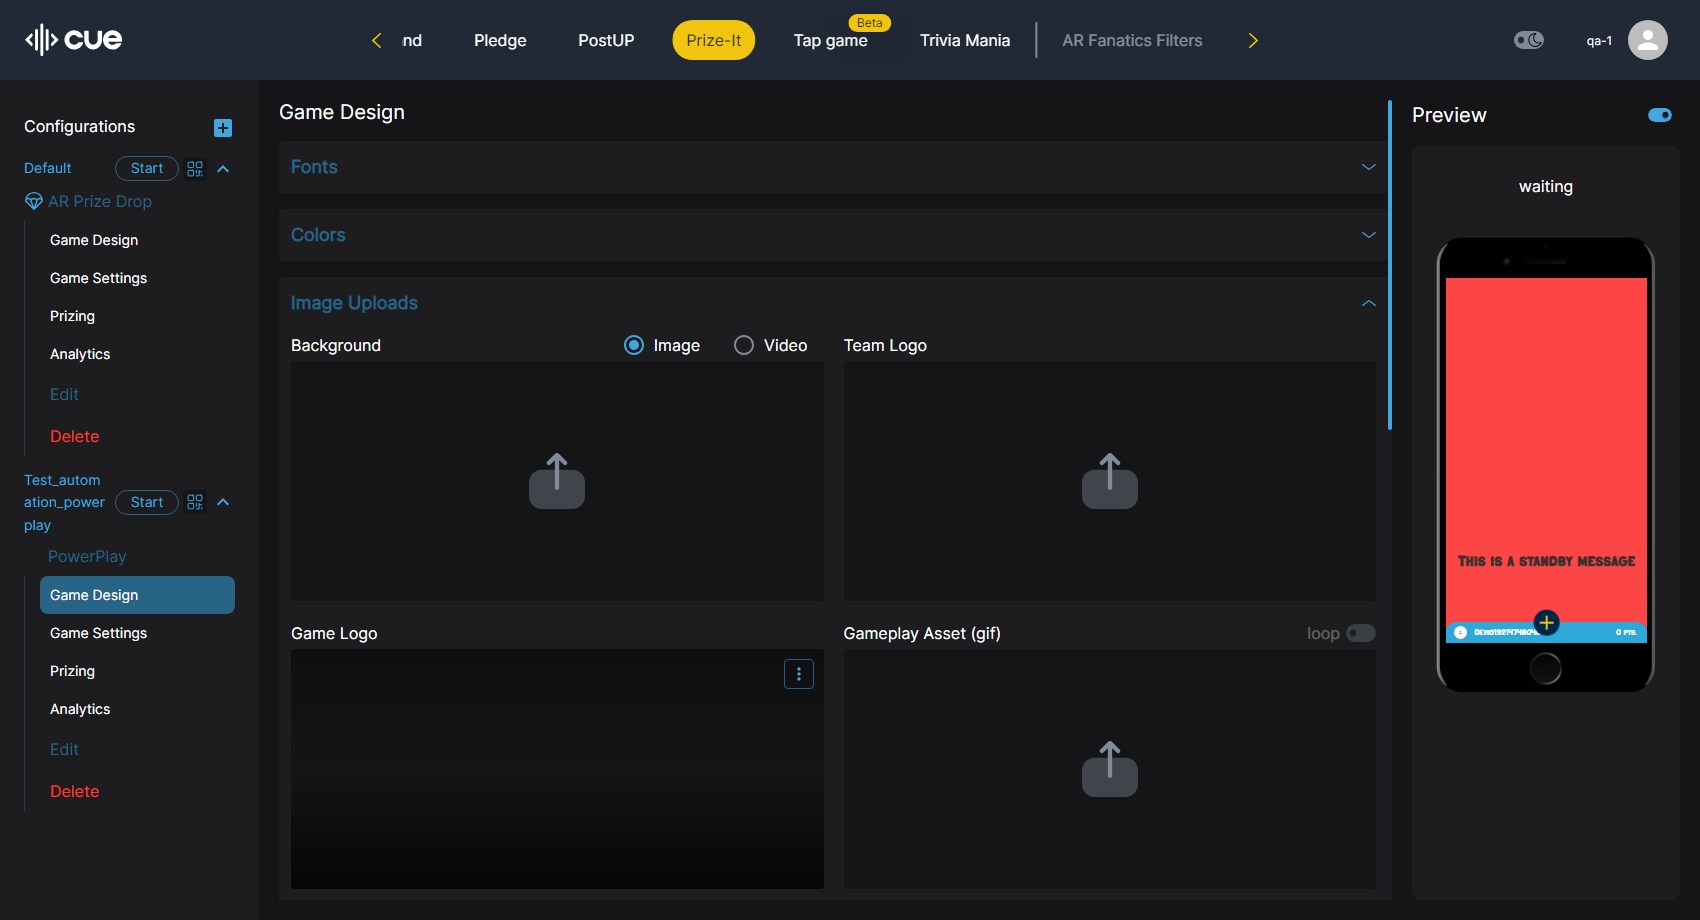 cue
nd
Pledge
PostUP
Prize-It
Beta
Tap game
Trivia Mania
AR Fanatics Filters
qa-1
Configurations
Default
Start
AR Prize Drop
Game Design
Game Settings
Prizing
Analytics
Edit
Delete
Test_autom
ation_power
play
Start
PowerPlay
Game Design
Game Settings
Prizing
Analytics
Edit
Delete
Game Design
Fonts
Colors
Image Uploads
Background
Image
Video
Team Logo
Game Logo
Gameplay Asset (gif)
loop
Preview
waiting
This is a standby message
0 pts.